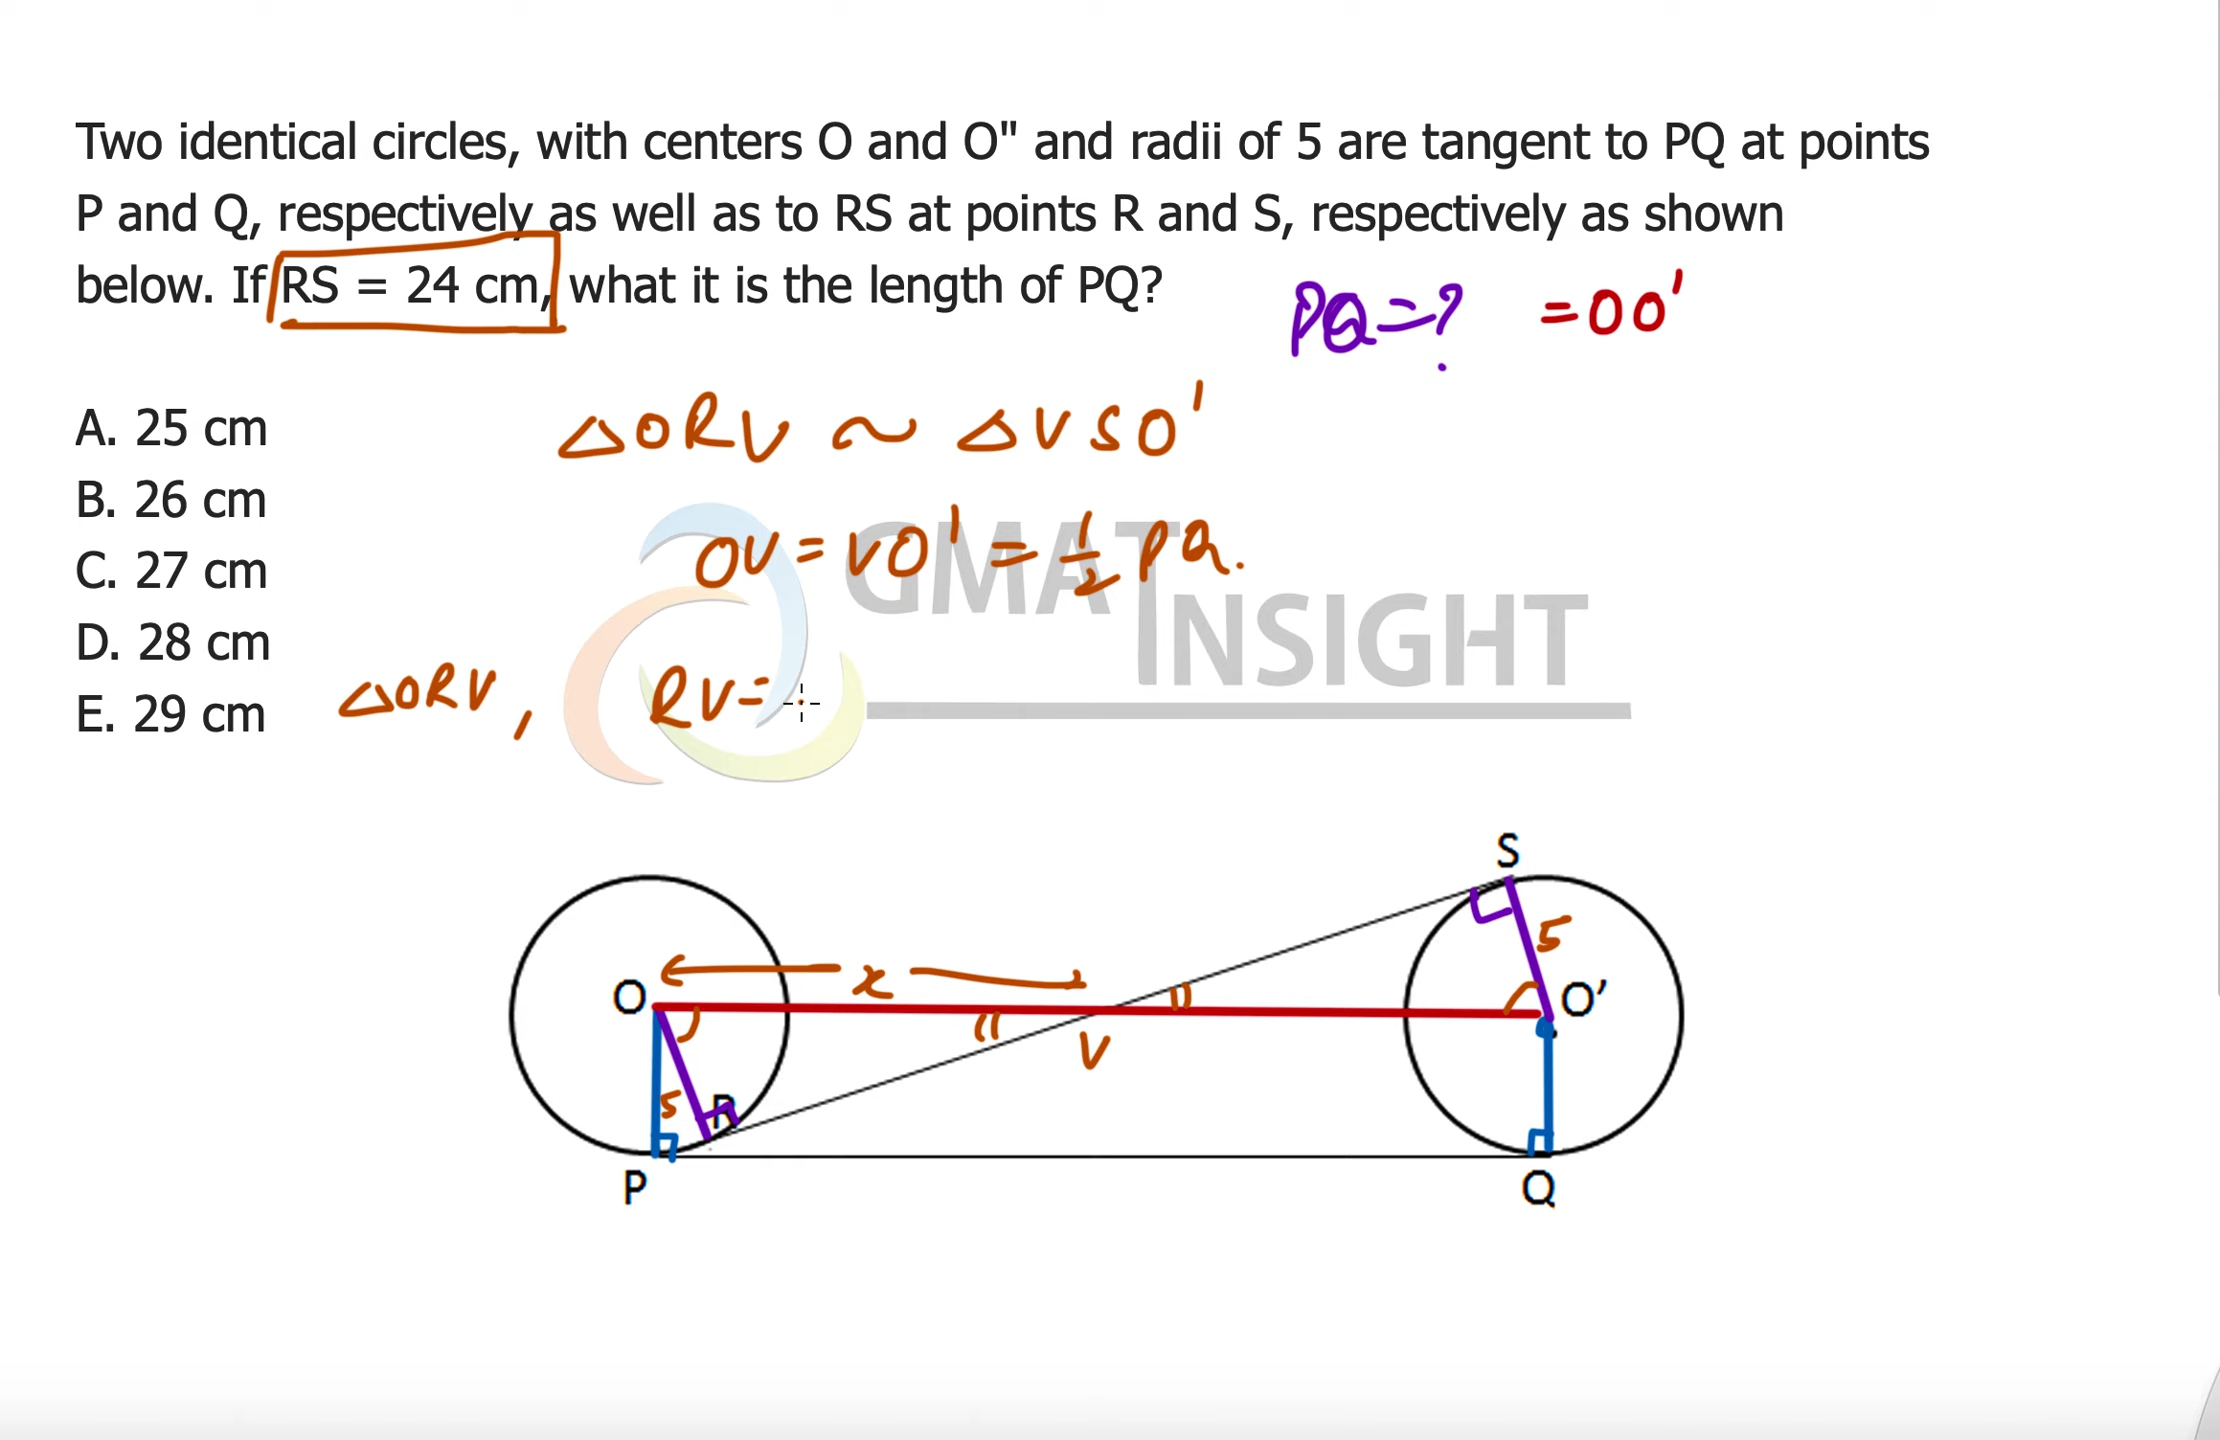 Two identical circles, with centers O and O" and radii of 5 are tangent to PQ at points
P and Q, respectively as well as to RS at points R and S, respectively as shown
below. If RS = 24 cm, what it is the length of PQ?
PQ=? =OO'
A. 25 cm
△ORV ~ △VSO'
B. 26 cm
OV = VO' = 1/2 PQ.
C. 27 cm
D. 28 cm
E. 29 cm
△ORV, RV=
GMAT INSIGHT
S
5
O x O'
V
5 R
P Q